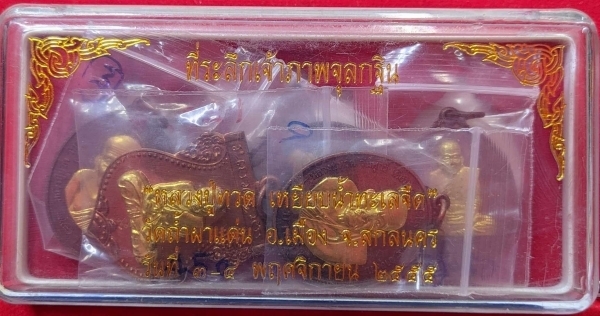 ที่ระลึกเจ้าภาพจุลกฐิน
"หลวงปู่ทวด เหยียบน้ำทะเลจืด"
วัดถ้ำผาแด่น อ.เมือง จ.สกลนคร
วันที่ ๓-๔ พฤศจิกายน ๒๕๕๕